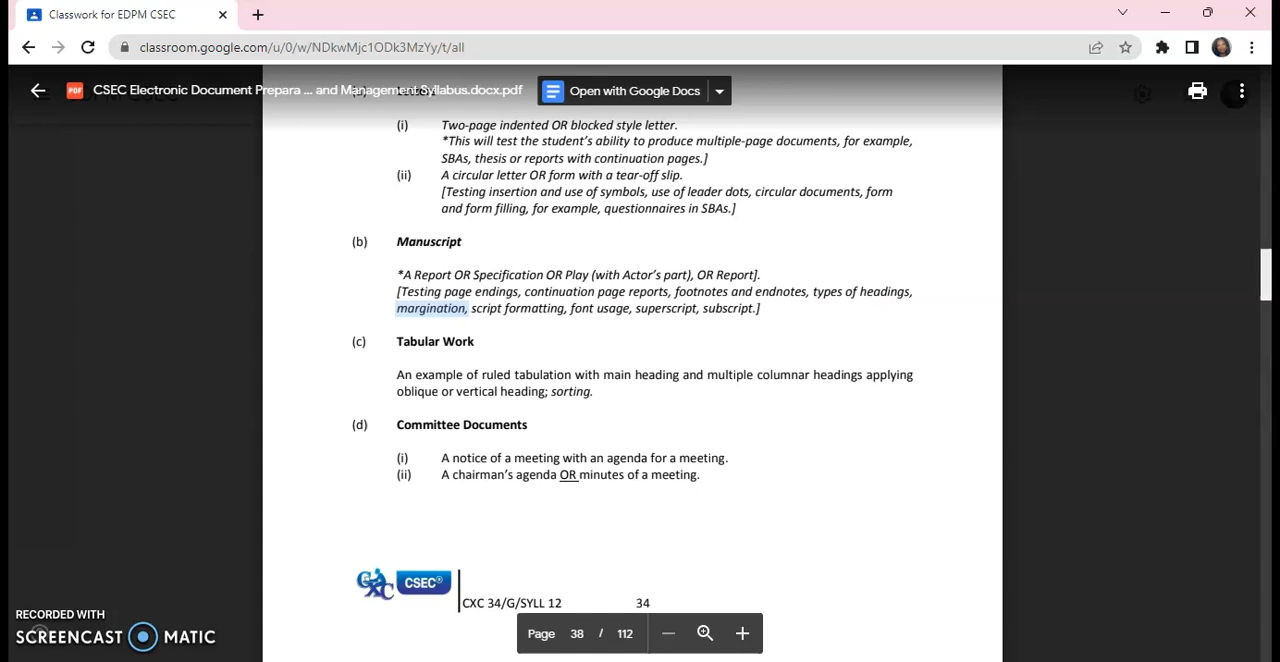 Classwork for EDPM CSEC
classroom.google.com/u/0/w/NDkwMjc1ODk3MzYy/t/all
CSEC Electronic Document Prepara ... and Management Syllabus.docx.pdf
Open with Google Docs
(i) Two-page indented OR blocked style letter.
*This will test the student's ability to produce multiple-page documents, for example,
SBAs, thesis or reports with continuation pages.]
(ii) A circular letter OR form with a tear-off slip.
[Testing insertion and use of symbols, use of leader dots, circular documents, form
and form filling, for example, questionnaires in SBAs.]
(b) Manuscript
*A Report OR Specification OR Play (with Actor's part), OR Report].
[Testing page endings, continuation page reports, footnotes and endnotes, types of headings,
margination, script formatting, font usage, superscript, subscript.]
(c) Tabular Work
An example of ruled tabulation with main heading and multiple columnar headings applying
oblique or vertical heading; sorting.
(d) Committee Documents
(i) A notice of a meeting with an agenda for a meeting.
(ii) A chairman's agenda OR minutes of a meeting.
CXC CSEC®
CXC 34/G/SYLL 12 34
Page 38 / 112
RECORDED WITH
SCREENCAST MATIC